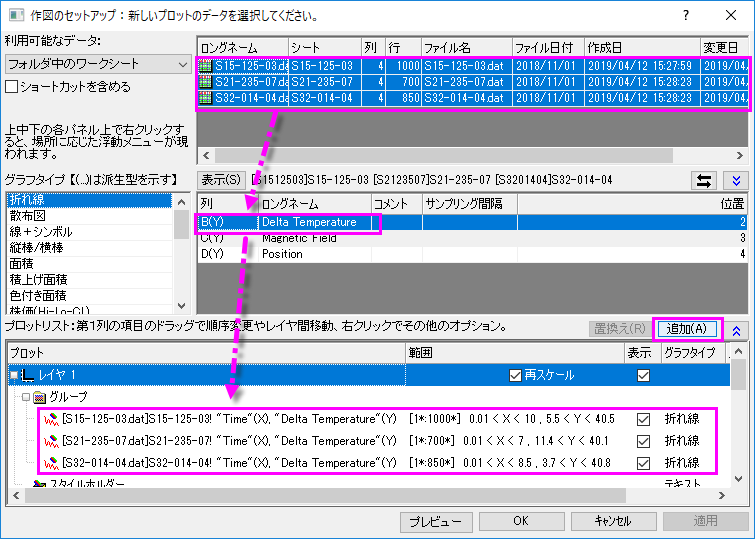 作図のセットアップ：新しいプロットのデータを選択してください。
利用可能なデータ:
フォルダ中のワークシート
ショートカットを含める
上中下の各パネル上で右クリックす
ると、場所に応じた浮動メニューが現
われます。
ロングネーム シート 列 行 ファイル名 ファイル日付 作成日 変更日
S15-125-03.da S15-125-03 4 1000 S15-125-03.dat 2018/11/01 2019/04/12 15:27:59 2019/04
S21-235-07.da S21-235-07 4 700 S21-235-07.dat 2018/11/01 2019/04/12 15:28:23 2019/04
S32-014-04.da S32-014-04 4 850 S32-014-04.dat 2018/11/01 2019/04/12 15:28:23 2019/04
グラフタイプ【(...)は派生型を示す】
表示(S) [S1512503]S15-125-03 [S2123507]S21-235-07 [S3201404]S32-014-04
折れ線
散布図
線＋シンボル
縦棒/横棒
面積
積上げ面積
色付き面積
株価(Hi-Lo-Cl)
列 ロングネーム コメント サンプリング間隔 位置
B(Y) Delta Temperature 2
C(Y) Magnetic Field 3
D(Y) Position 4
プロットリスト：第1列の項目のドラッグで順序変更やレイヤ間移動、右クリックでその他のオプション。
置換え(R) 追加(A)
プロット 範囲 表示 グラフタイプ
レイヤ 1 再スケール
グループ
[S15-125-03.dat]S15-125-03! "Time"(X), "Delta Temperature"(Y) [1*:1000*] 0.01 < X < 10 , 5.5 < Y < 40.5 折れ線
[S21-235-07.dat]S21-235-07! "Time"(X), "Delta Temperature"(Y) [1*:700*] 0.01 < X < 7 , 11.4 < Y < 40.1 折れ線
[S32-014-04.dat]S32-014-04! "Time"(X), "Delta Temperature"(Y) [1*:850*] 0.01 < X < 8.5 , 3.7 < Y < 40.8 折れ線
スタイルホルダー テキスト
プレビュー OK キャンセル 適用